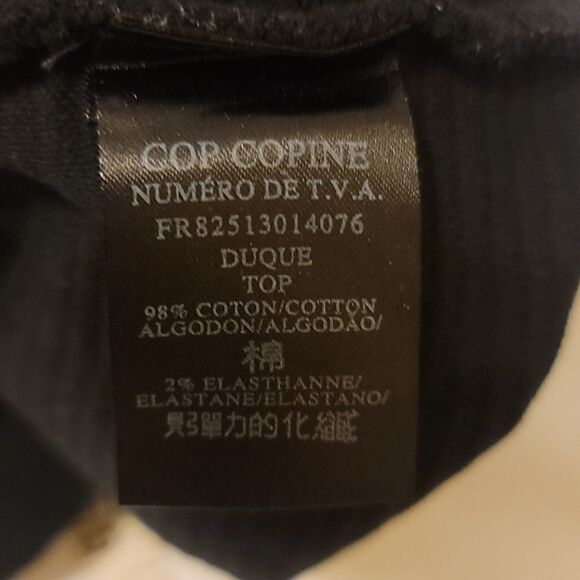 COP COPINE
NUMÉRO DE T.V.A.
FR82513014076
DUQUE
TOP
98% COTON/COTTON
ALGODON/ALGODÃO/
棉
2% ELASTHANNE/
ELASTANE/ELASTANO/
彈力的化纖